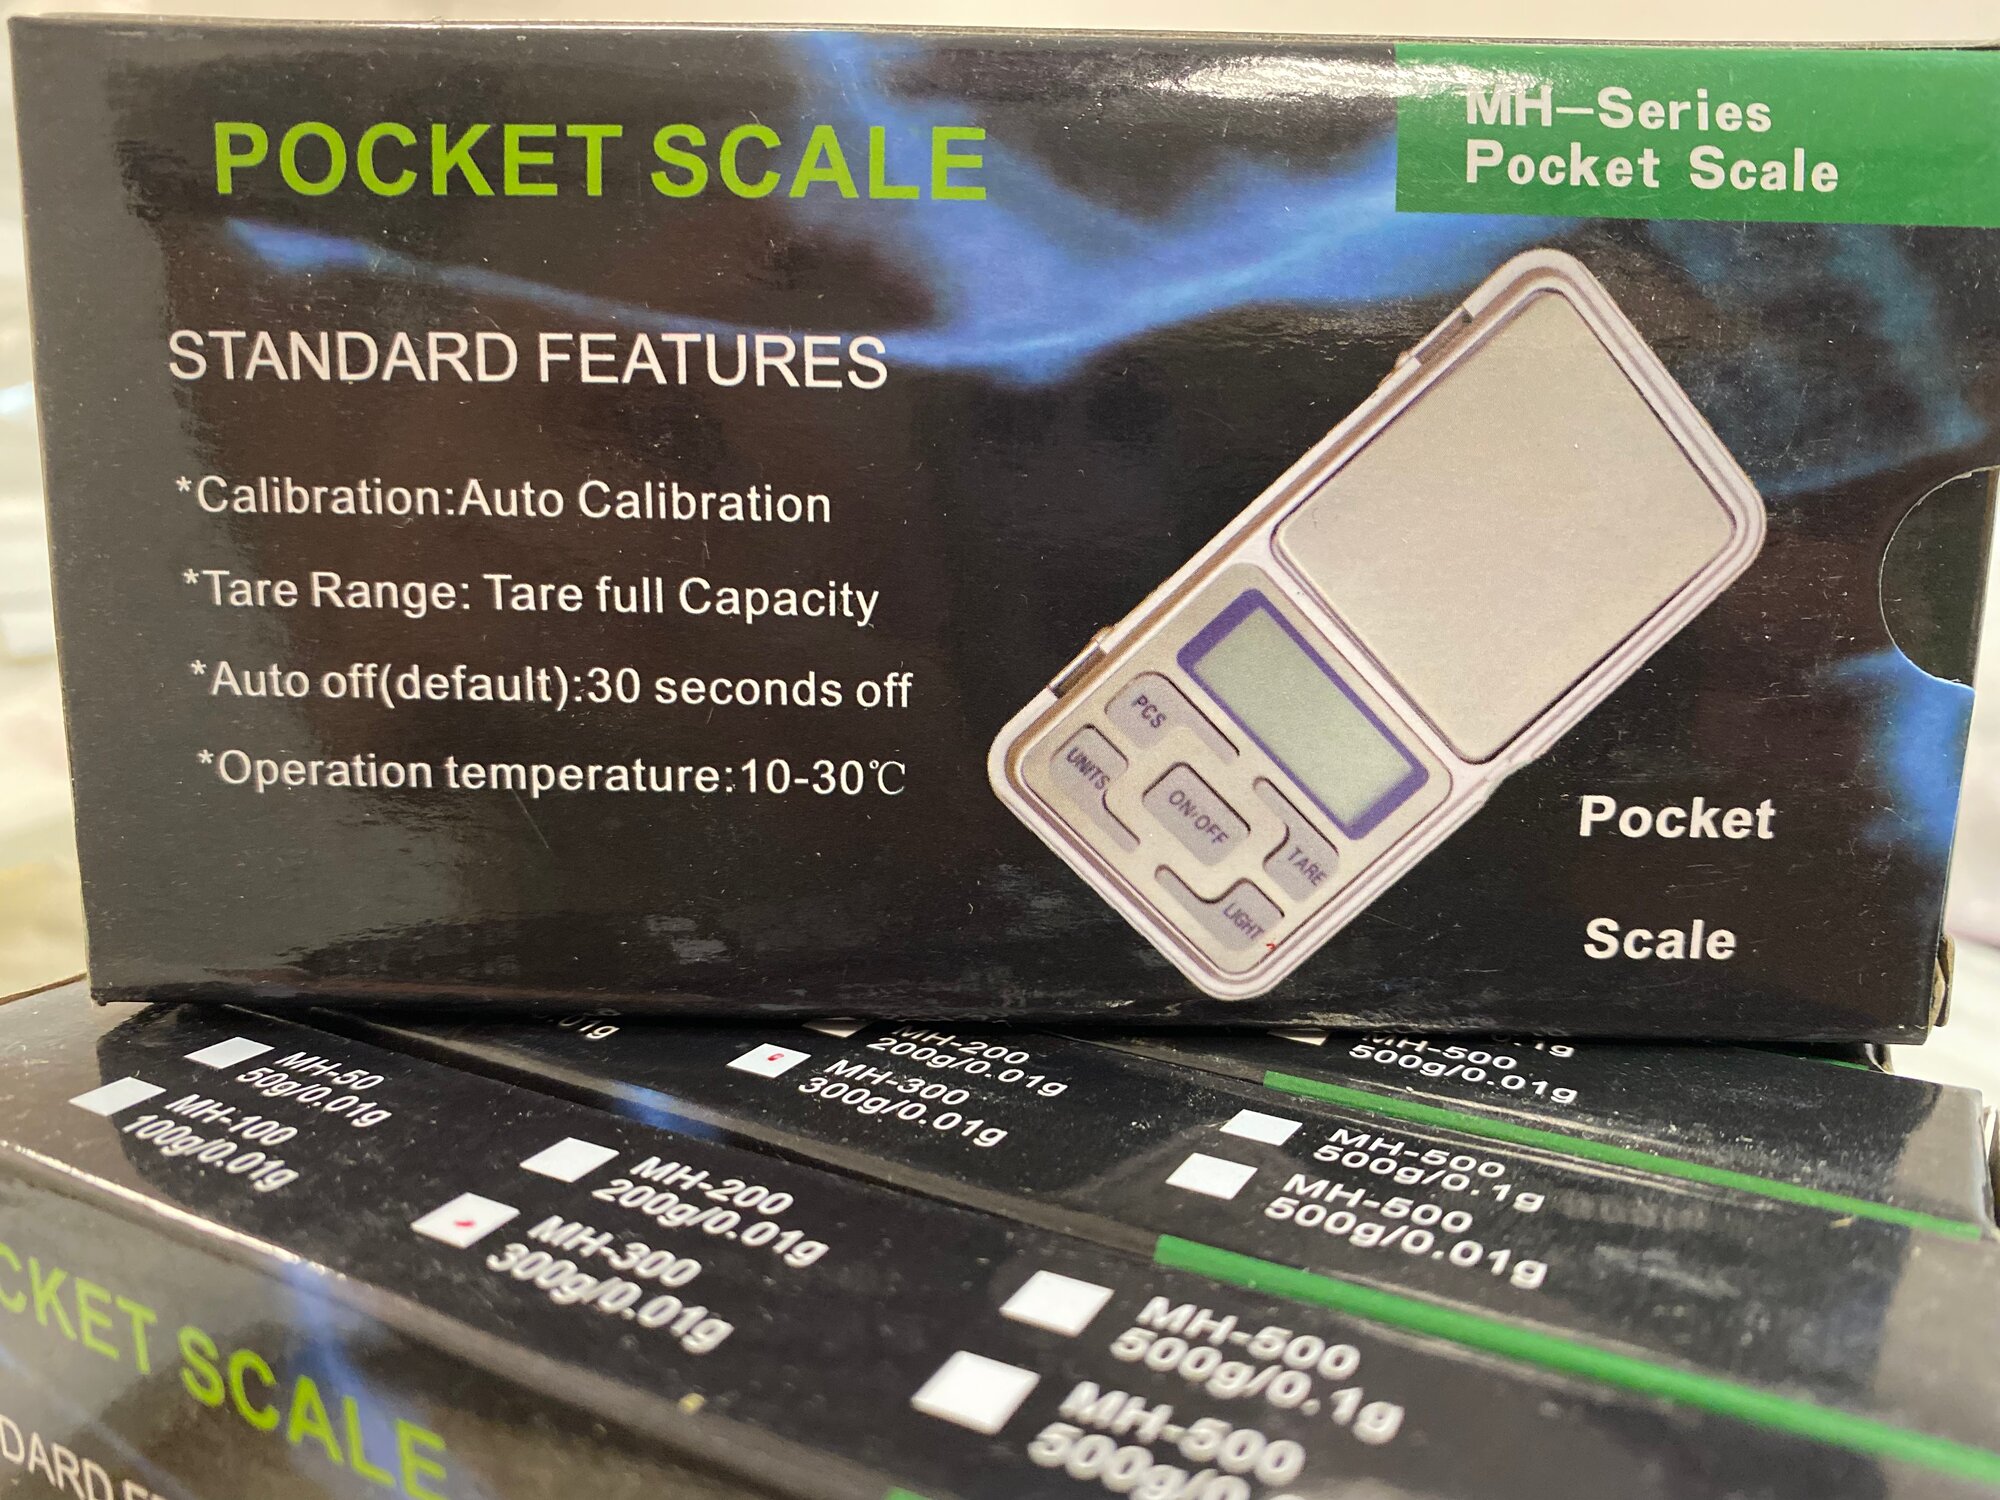 POCKET SCALE
MH-Series
Pocket Scale
STANDARD FEATURES
*Calibration:Auto Calibration
*Tare Range: Tare full Capacity
*Auto off(default):30 seconds off
*Operation temperature:10-30℃
PCS
UNITS
ON·OFF
TARE
LIGHT
Pocket
Scale
MH-200
200g/0.01g
MH-300
300g/0.01g
MH-500
500g/0.01g
MH-500
500g/0.1g
MH-500
500g/0.01g
MH-50
50g/0.01g
MH-100
100g/0.01g
MH-200
200g/0.01g
MH-300
300g/0.01g
MH-500
500g/0.1g
MH-500
CKET SCALE